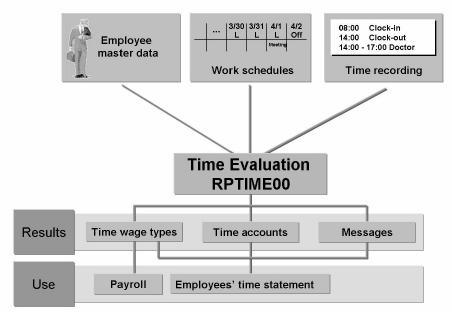 Employee
master data
... 3/30 3/31 4/1 4/2
L L L Off
Meeting
Work schedules
08:00 Clock-in
14:00 Clock-out
14:00 - 17:00 Doctor
Time recording
Time Evaluation
RPTIME00
Results
Time wage types
Time accounts
Messages
Use
Payroll
Employees' time statement